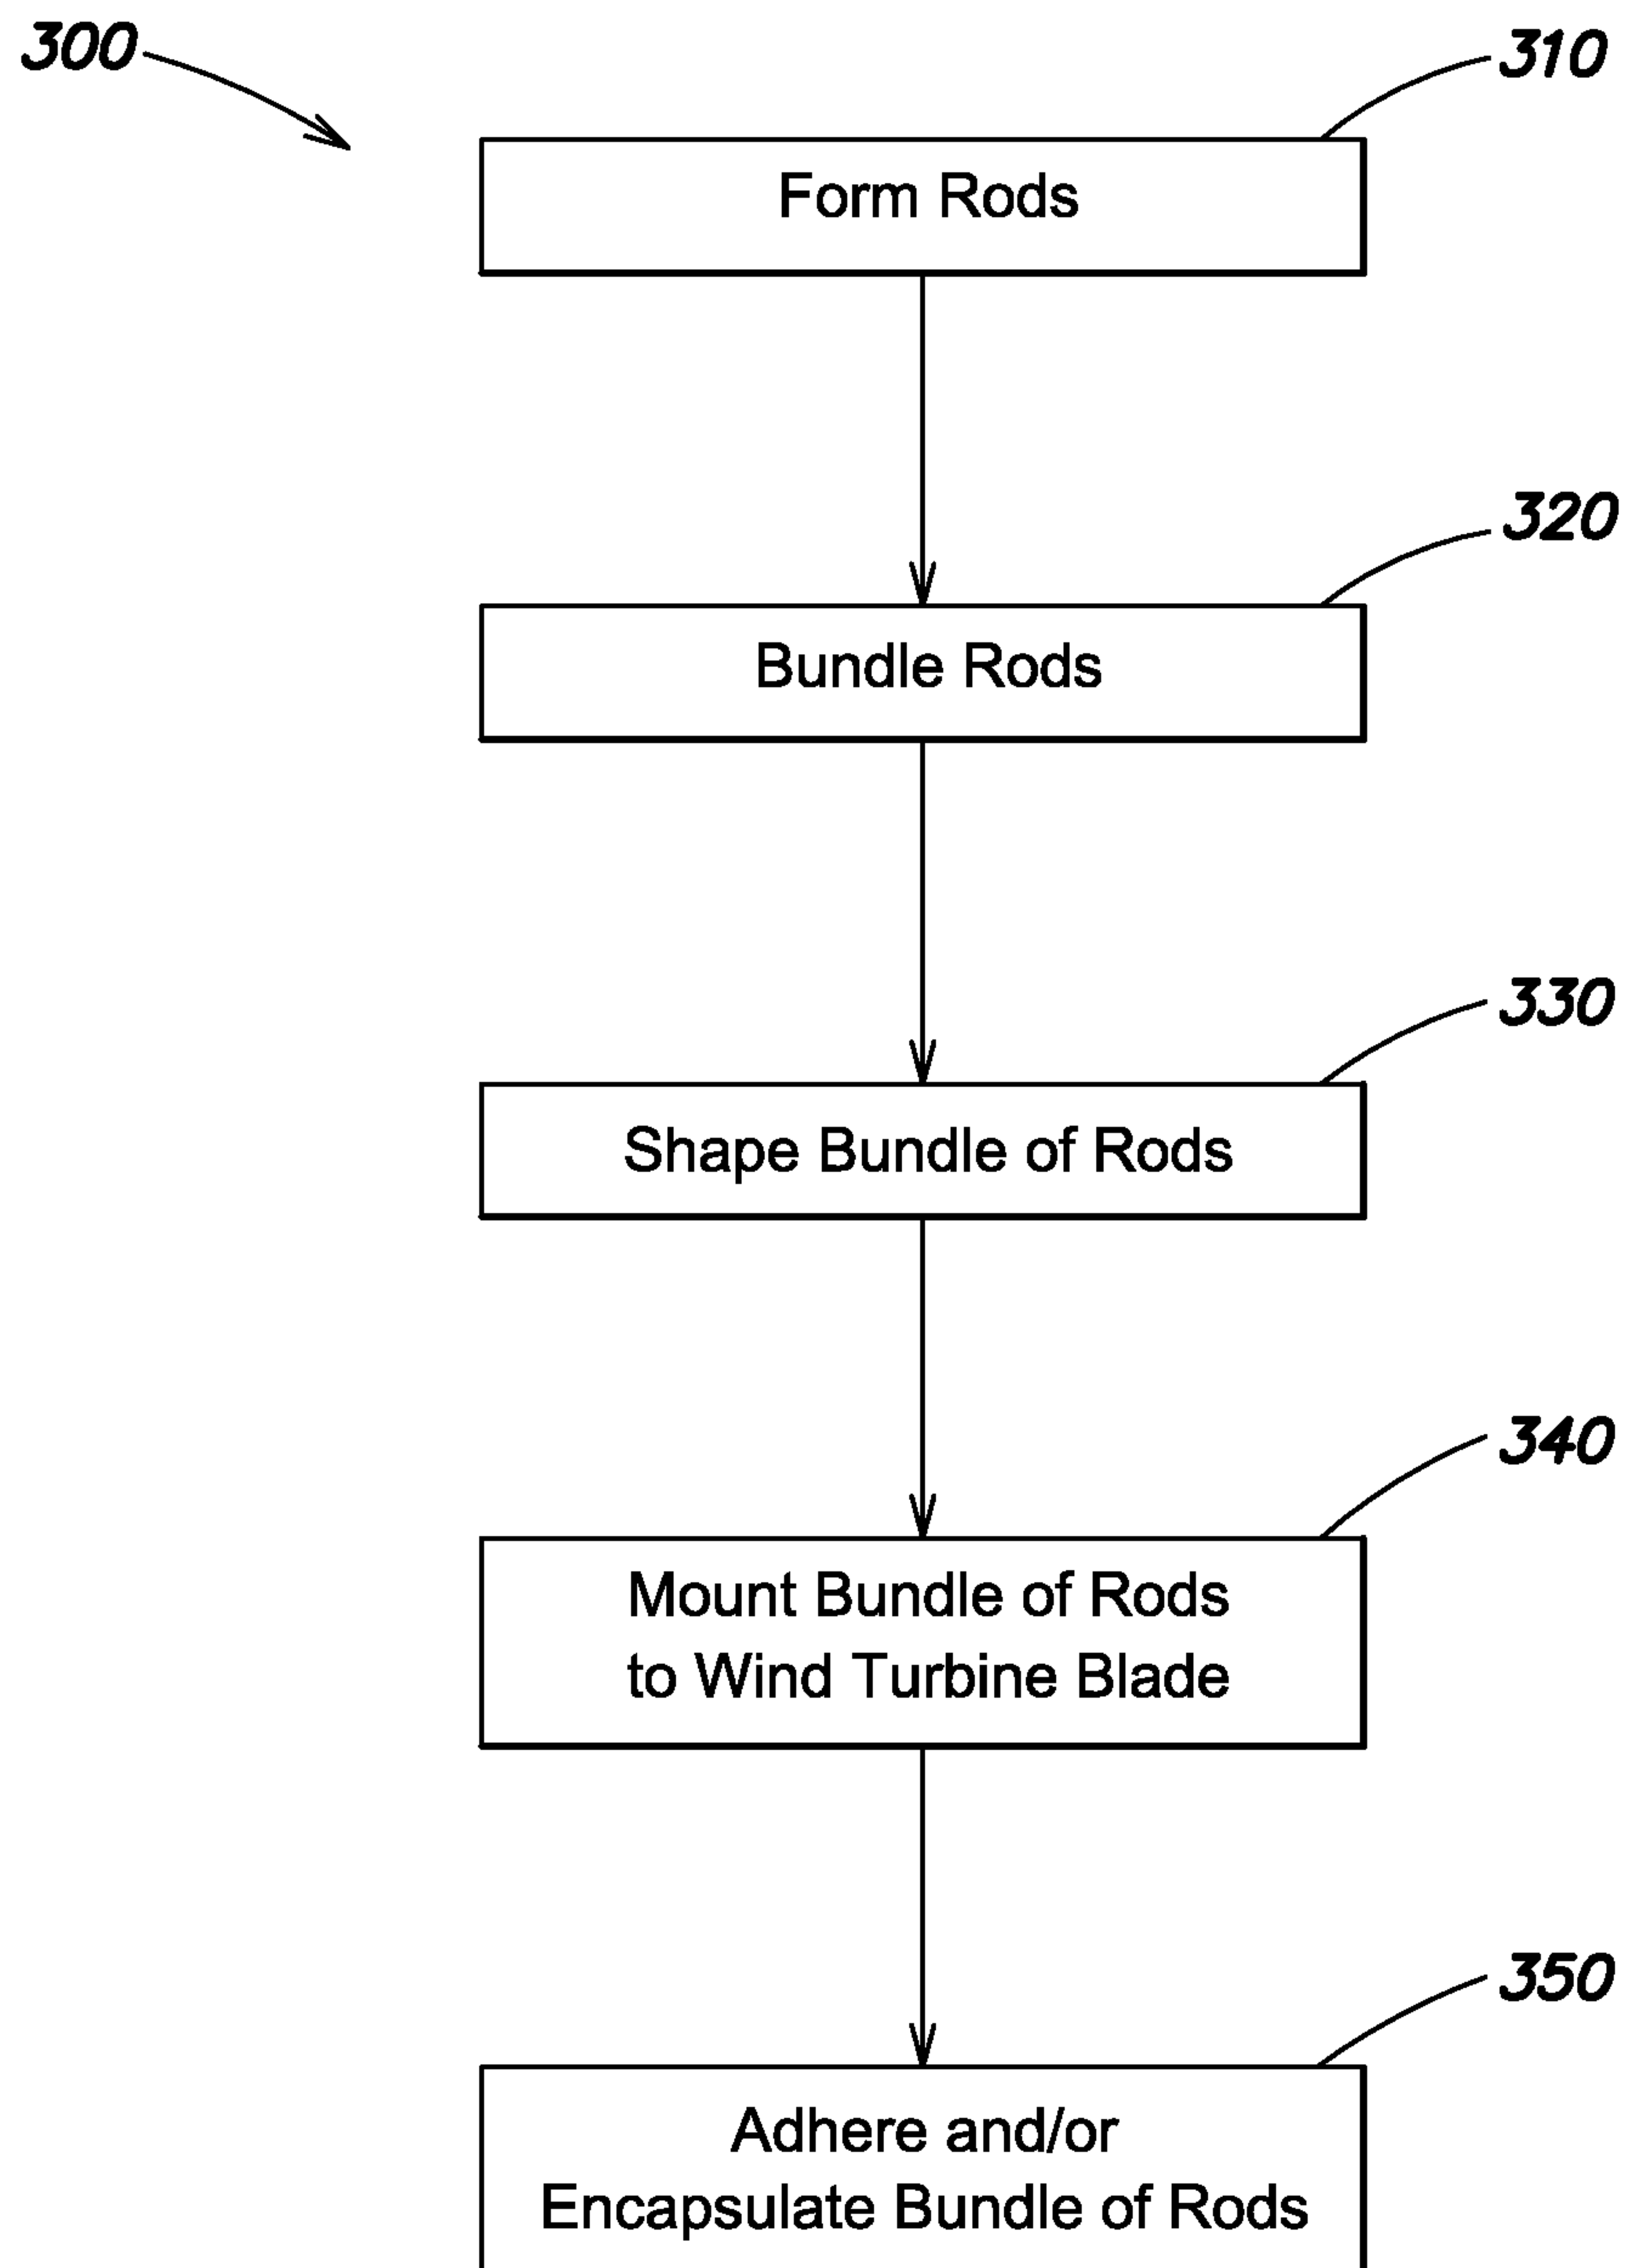 300
310
Form Rods
320
Bundle Rods
330
Shape Bundle of Rods
340
Mount Bundle of Rods
to Wind Turbine Blade
350
Adhere and/or
Encapsulate Bundle of Rods